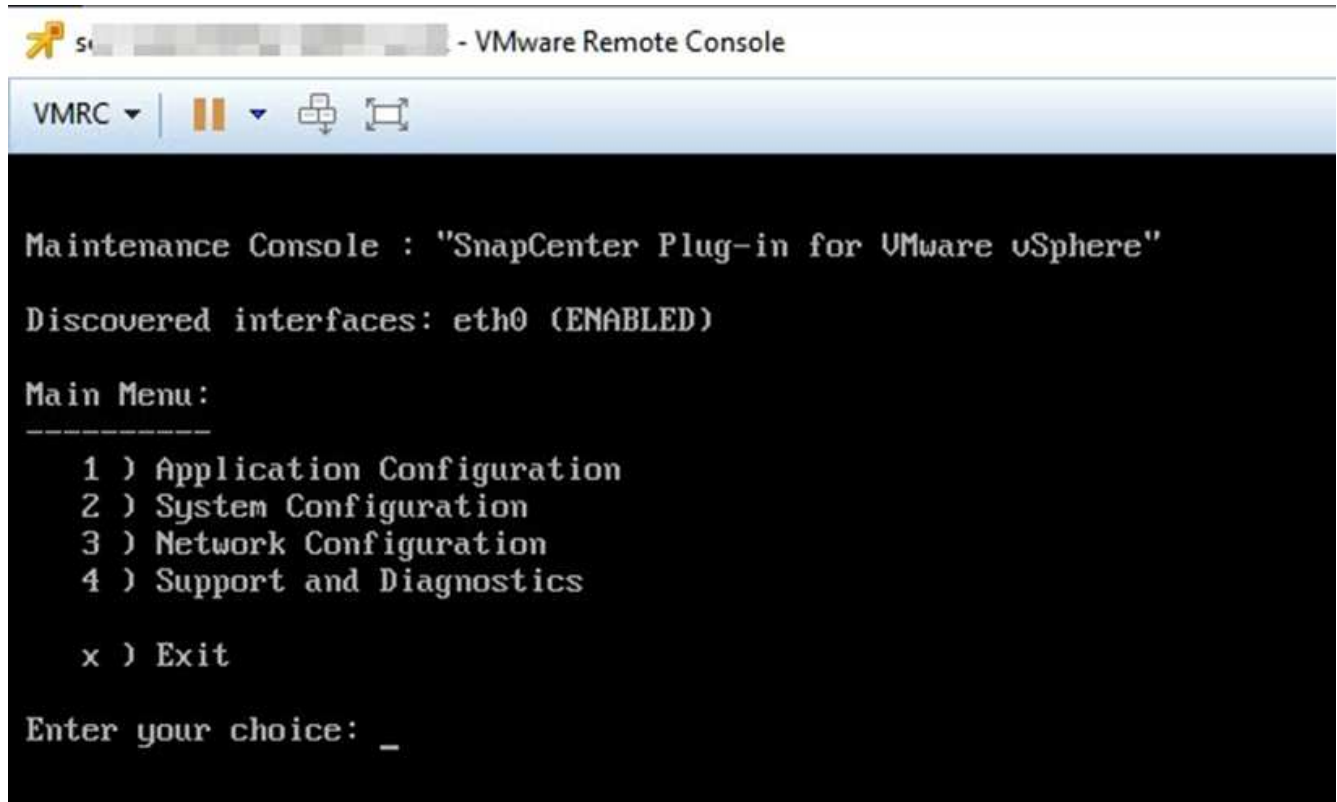 - VMware Remote Console
VMRC
Maintenance Console : "SnapCenter Plug-in for VMware vSphere"
Discovered interfaces: eth0 (ENABLED)
Main Menu:
----------
1 ) Application Configuration
2 ) System Configuration
3 ) Network Configuration
4 ) Support and Diagnostics
x ) Exit
Enter your choice: _